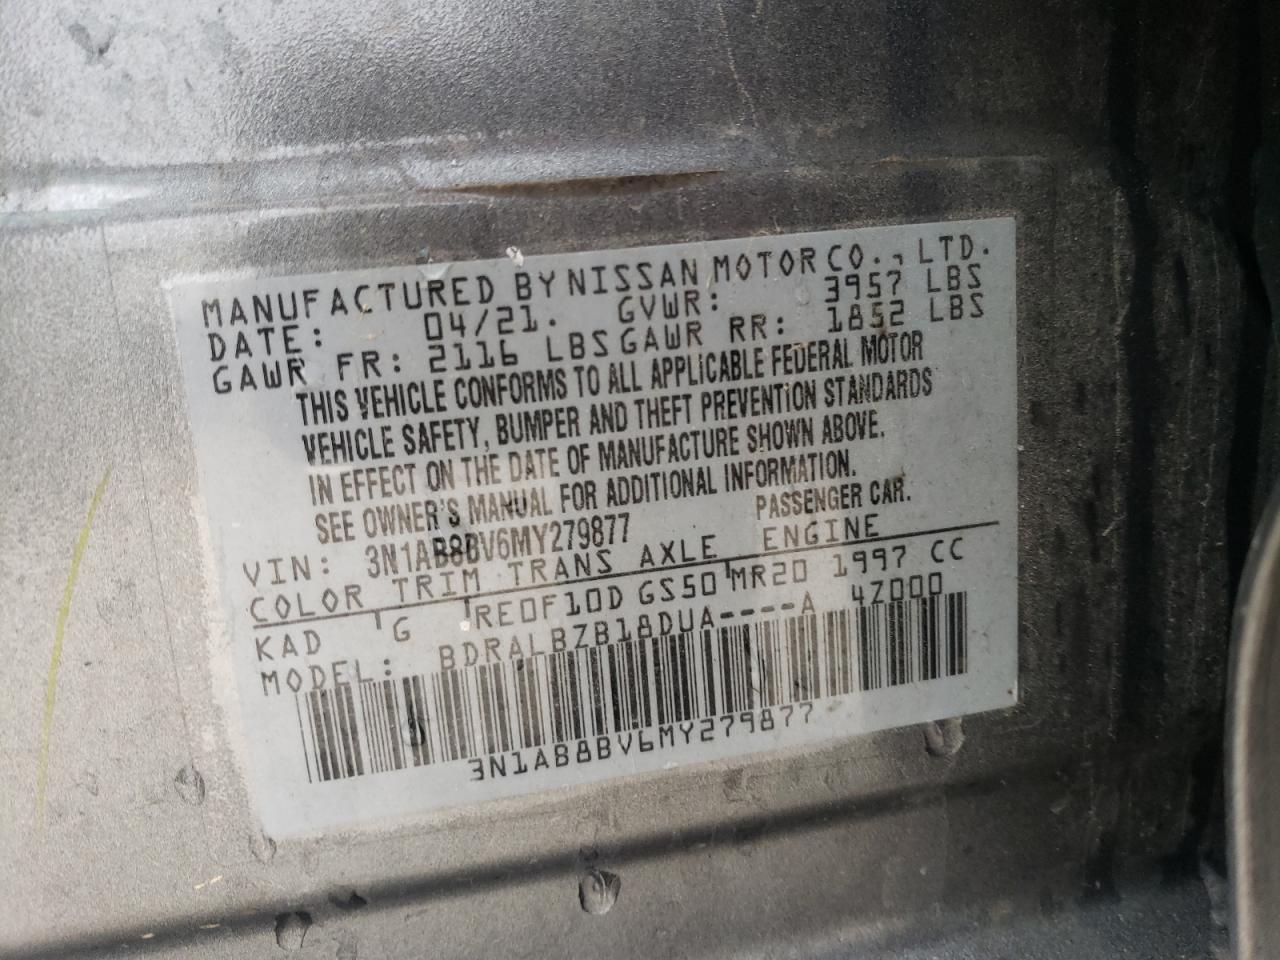 MANUFACTURED BY NISSAN MOTOR CO., LTD.
DATE: 04/21. GVWR: 3957 LBS
GAWR FR: 2116 LBS GAWR RR: 1852 LBS
THIS VEHICLE CONFORMS TO ALL APPLICABLE FEDERAL MOTOR
VEHICLE SAFETY, BUMPER AND THEFT PREVENTION STANDARDS
IN EFFECT ON THE DATE OF MANUFACTURE SHOWN ABOVE.
SEE OWNER'S MANUAL FOR ADDITIONAL INFORMATION.
VIN: 3N1AB8BV6MY279877 PASSENGER CAR.
COLOR TRIM TRANS AXLE ENGINE
KAD G RE0F10D GS50 MR20 1997 CC
MODEL: BDRALBZB18DUA----A 4Z000
3N1AB8BV6MY279877